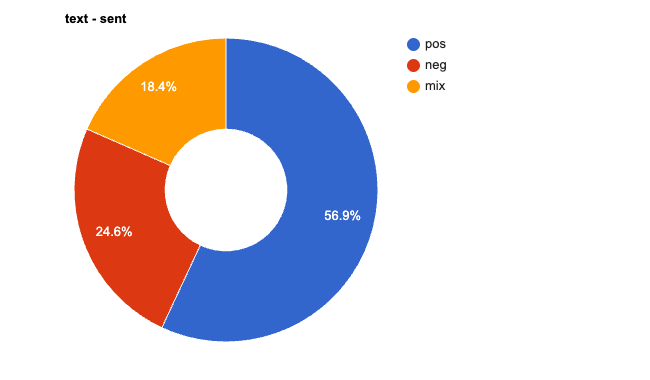 text - sent
pos
neg
mix
18.4%
56.9%
24.6%